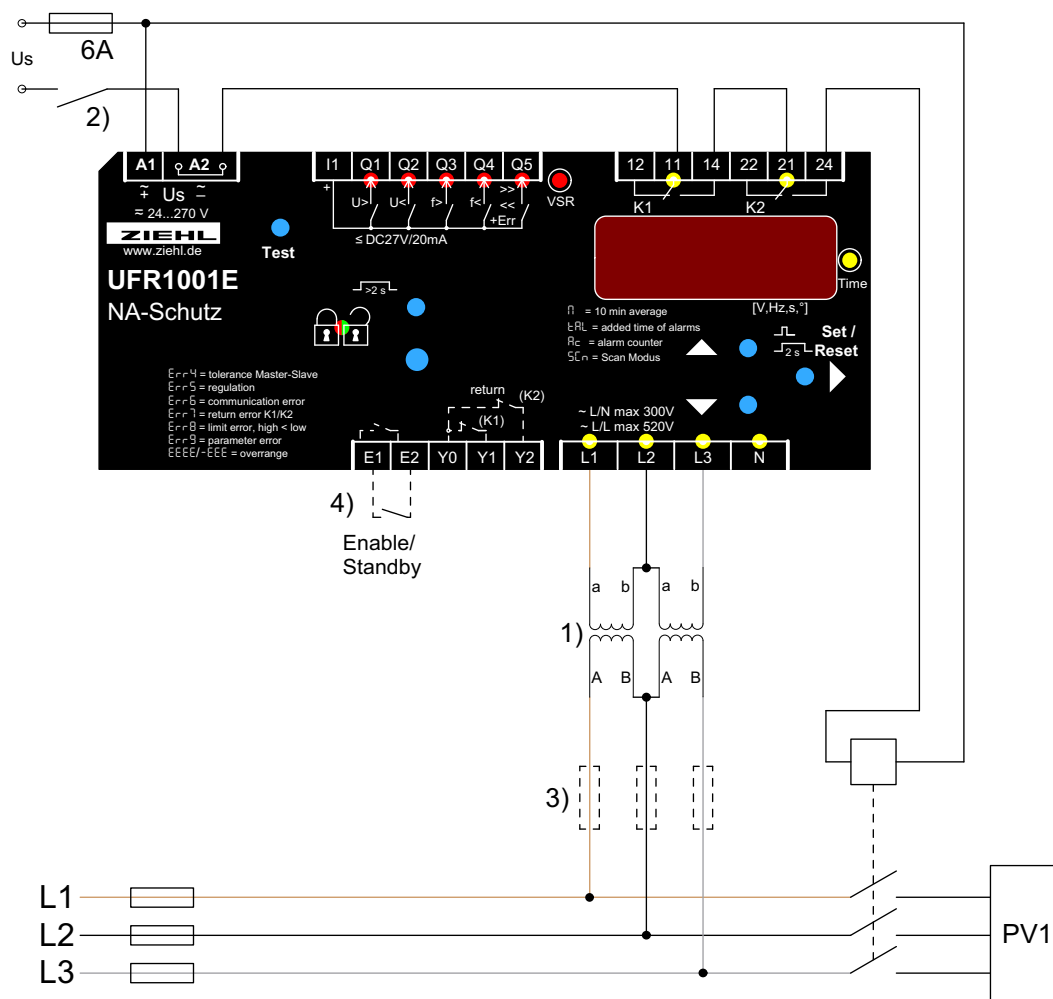 6A
Us
2)
A1 A2
I1 Q1 Q2 Q3 Q4 Q5
12 11 14 22 21 24
+
U> U< f> f< >> <<
+Err
VSR
K1 K2
≂ Us ≂
+ -
≂ 24...270 V
≤ DC27V/20mA
ZIEHL
www.ziehl.de
Test
Time
UFR1001E
NA-Schutz
>2 s
[V,Hz,s,°]
n = 10 min average
tAL = added time of alarms
Ac = alarm counter
SCn = Scan Modus
Set /
Reset
2 s
Err4 = tolerance Master-Slave
Err5 = regulation
Err6 = communication error
Err7 = return error K1/K2
Err8 = limit error, high < low
Err9 = parameter error
EEEE/-EEE = overrange
return
(K2)
(K1)
~ L/N max 300V
~ L/L max 520V
E1 E2 Y0 Y1 Y2
L1 L2 L3 N
4)
Enable/
Standby
a b a b
1)
A B A B
3)
L1
L2
L3
PV1